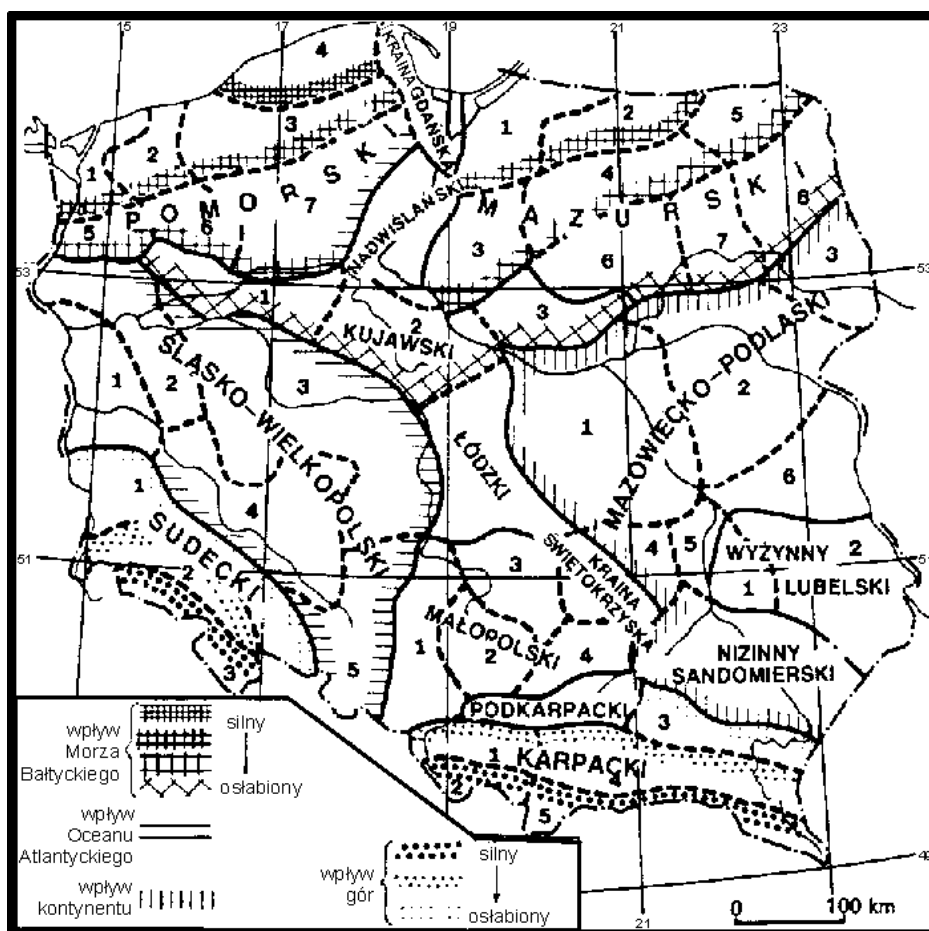 15
17
19
21
23
4
KRAINA GDAŃSKA
1
2
5
3
2
1
4
POMORSK
7
6
5
NADWIŚLAŃSKI
MAZURSK
3
6
7
6
3
53
53
1
2
3
KUJAWSKI
ŚLĄSKO-WIELKOPOLSKI
1
2
3
4
5
ŁÓDZKI
MAZOWIECKO-PODLASKI
1
2
6
4
5
SUDECKI
1
2
3
51
51
3
KRAINA
ŚWIĘTOKRZYSKA
WYŻYNNY
LUBELSKI
1
2
MAŁOPOLSKI
1
2
4
NIZINNY
SANDOMIERSKI
PODKARPACKI
3
KARPACKI
1
4
2
5
wpływ
Morza
Bałtyckiego
silny
osłabiony
wpływ
Oceanu
Atlantyckiego
wpływ
kontynentu
wpływ
gór
silny
osłabiony
21
49
0 100 km